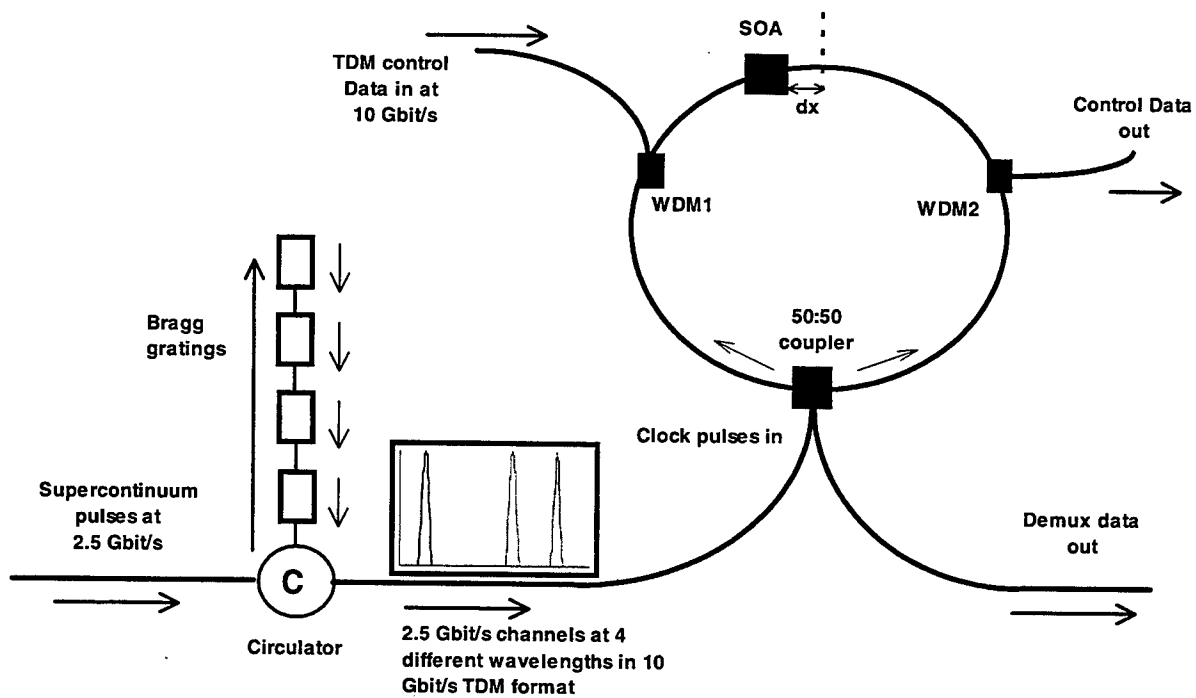 SOA
TDM control
Data in at
10 Gbit/s
dx
Control Data
out
WDM1
WDM2
Bragg
gratings
50:50
coupler
Clock pulses in
Supercontinuum
pulses at
2.5 Gbit/s
Demux data
out
C
Circulator
2.5 Gbit/s channels at 4
different wavelengths in 10
Gbit/s TDM format